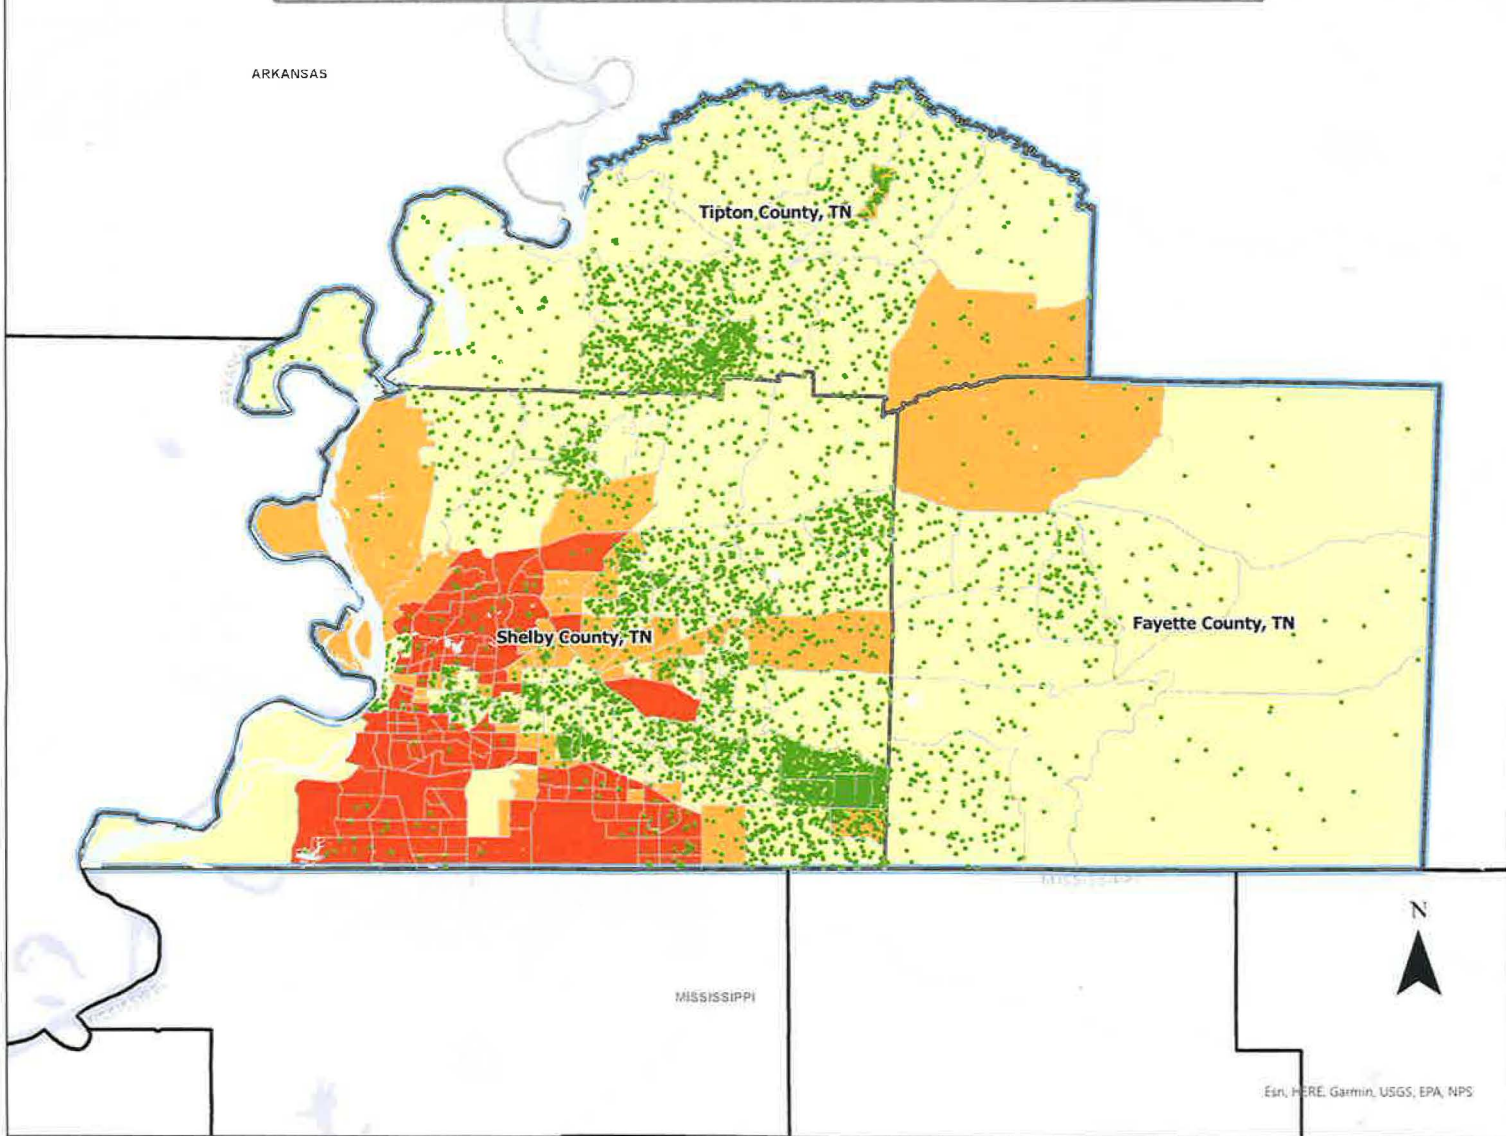 ARKANSAS
Tipton County, TN
Shelby County, TN
Fayette County, TN
N
MISSISSIPPI
Esri, HERE, Garmin, USGS, EPA, NPS